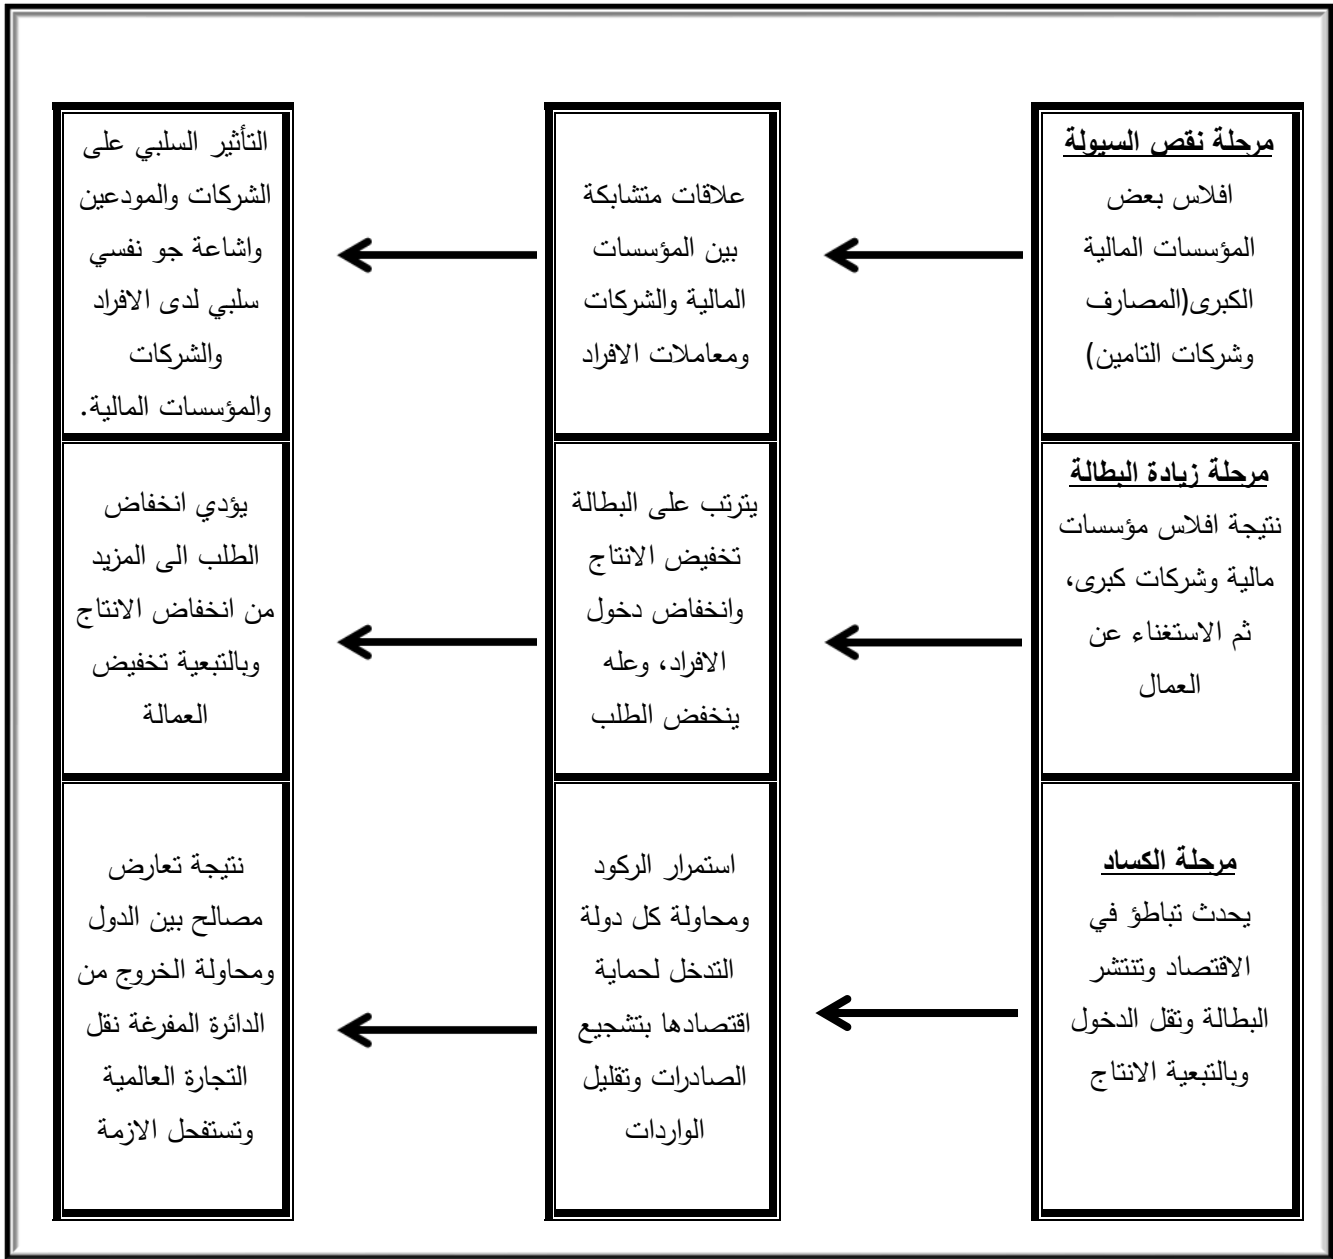 مرحلة نقص السيولة
افلاس بعض
المؤسسات المالية
الكبرى(المصارف
وشركات التامين)
علاقات متشابكة
بين المؤسسات
المالية والشركات
ومعاملات الافراد
التأثير السلبي على
الشركات والمودعين
واشاعة جو نفسي
سلبي لدى الافراد
والشركات
والمؤسسات المالية.
مرحلة زيادة البطالة
نتيجة افلاس مؤسسات
مالية وشركات كبرى،
ثم الاستغناء عن
العمال
يترتب على البطالة
تخفيض الانتاج
وانخفاض دخول
الافراد، وعله
ينخفض الطلب
يؤدي انخفاض
الطلب الى المزيد
من انخفاض الانتاج
وبالتبعية تخفيض
العمالة
مرحلة الكساد
يحدث تباطؤ في
الاقتصاد وتنتشر
البطالة وتقل الدخول
وبالتبعية الانتاج
استمرار الركود
ومحاولة كل دولة
التدخل لحماية
اقتصادها بتشجيع
الصادرات وتقليل
الواردات
نتيجة تعارض
مصالح بين الدول
ومحاولة الخروج من
الدائرة المفرغة نقل
التجارة العالمية
وتستفحل الازمة